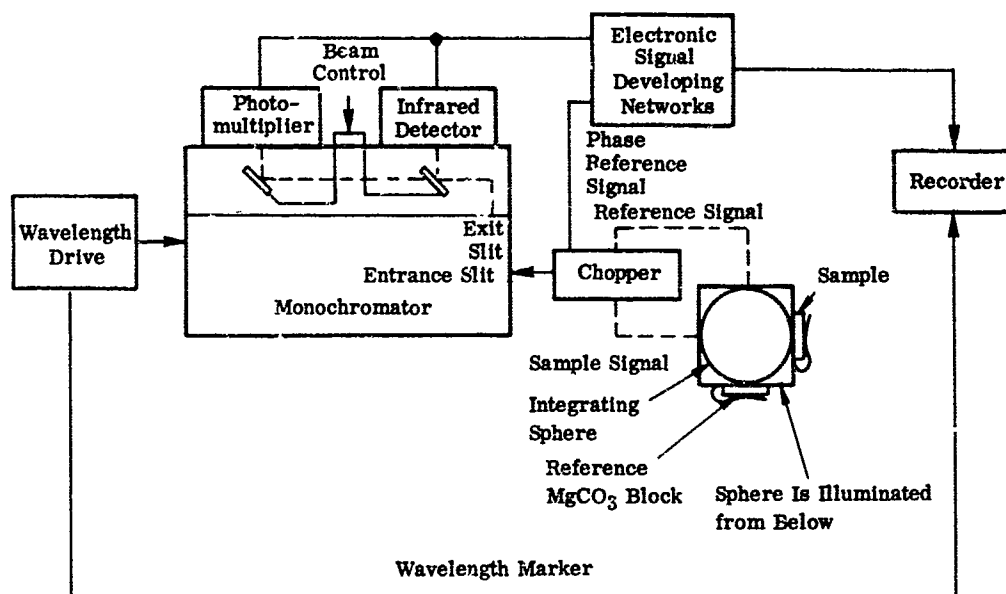 Beam
Control
Electronic
Signal
Developing
Networks
Photo-
multiplier
Infrared
Detector
Phase
Reference
Signal
Recorder
Reference Signal
Wavelength
Drive
Exit
Slit
Entrance Slit
Chopper
Sample
Monochromator
Sample Signal
Integrating
Sphere
Reference
MgCO₃ Block
Sphere Is Illuminated
from Below
Wavelength Marker